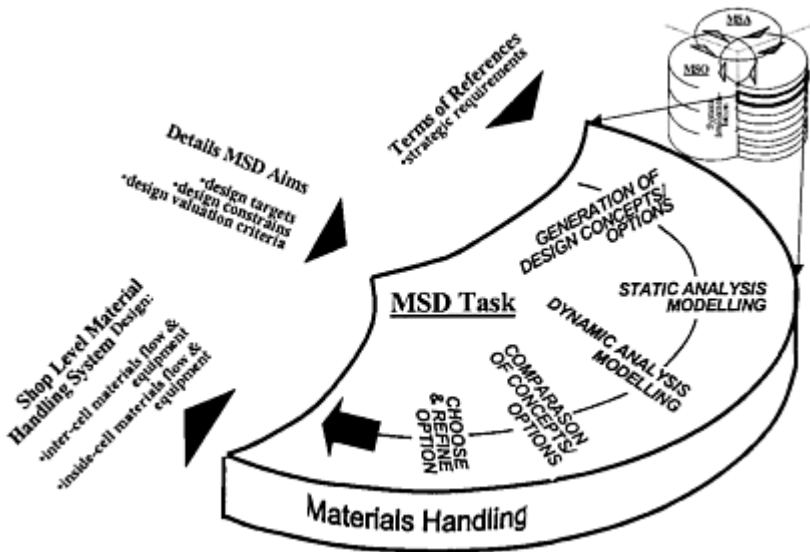 MSA
MSO
Terms of References
•strategic requirements
Details MSD Aims
•design targets
•design constrains
•design valuation criteria
Shop Level Material
Handling System Design:
•inter-cell materials flow &
equipment
•inside-cell materials flow &
equipment
MSD Task
GENERATION OF
DESIGN CONCEPTS/
OPTIONS
STATIC ANALYSIS
MODELLING
DYNAMIC ANALYSIS
MODELLING
COMPARASON
OF CONCEPTS/
OPTIONS
CHOOSE
& REFINE
OPTION
Materials Handling